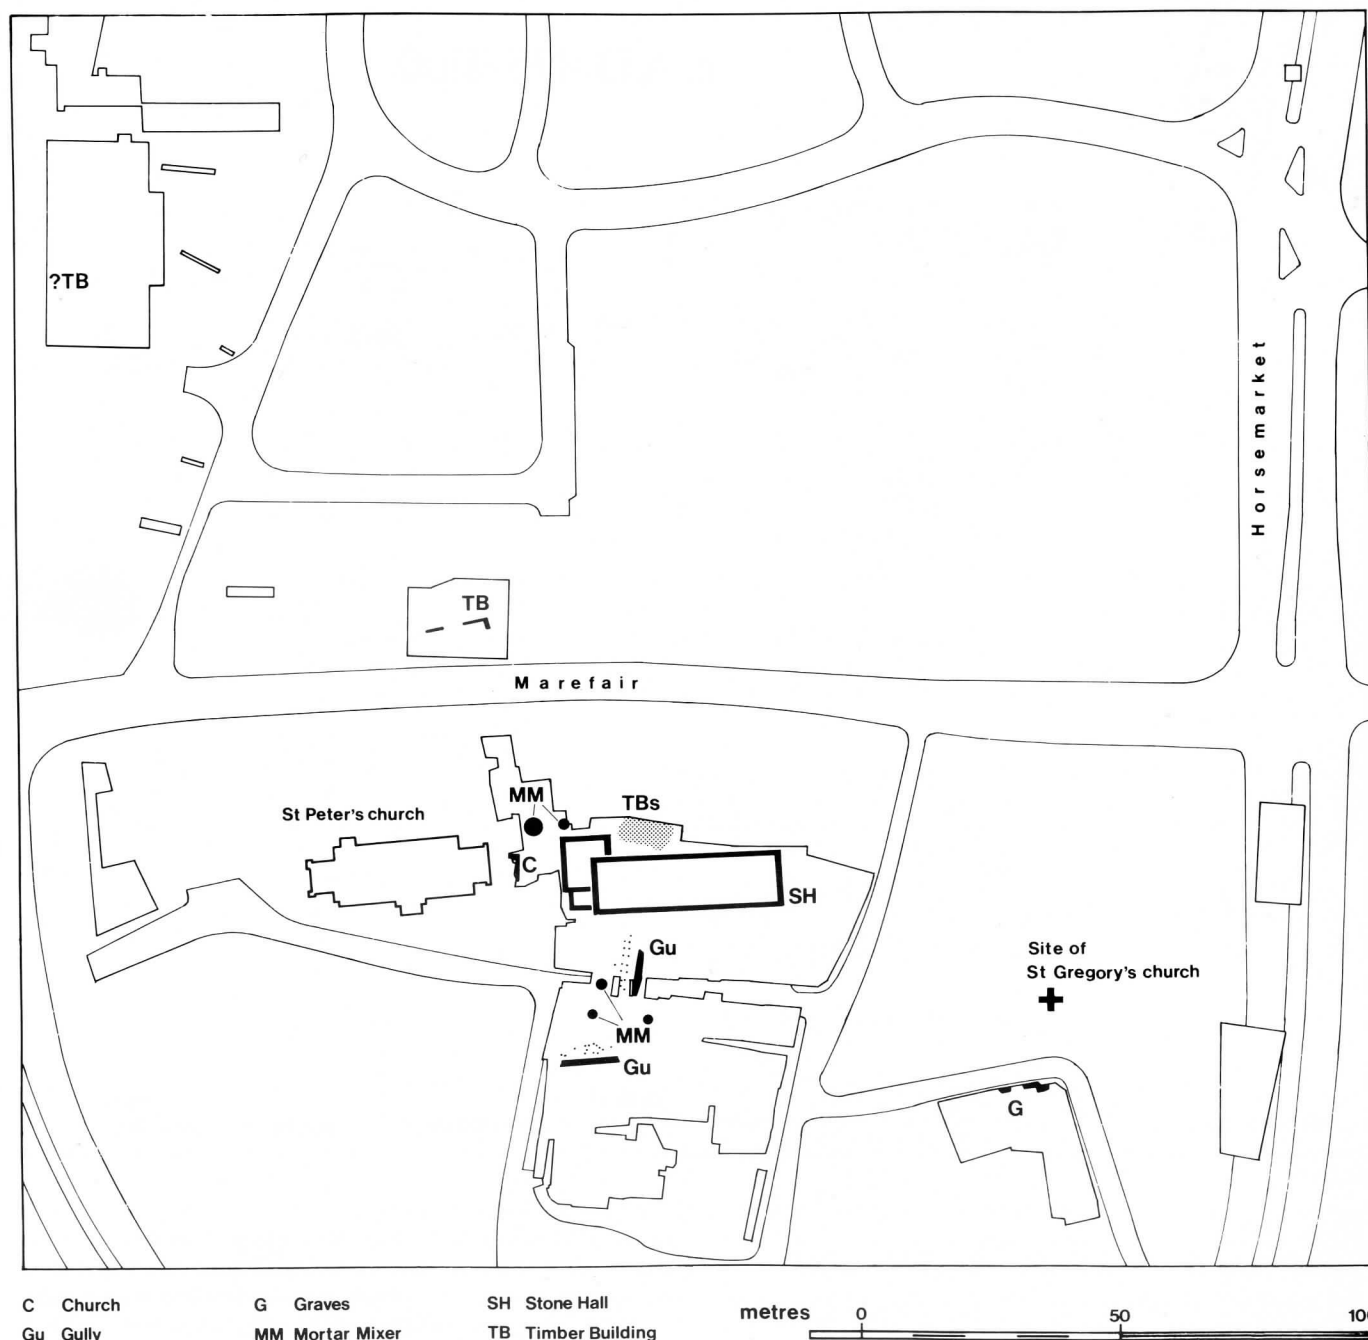 ?TB
Horsemarket
TB
Marefair
MM
TBs
St Peter's church
C
SH
Gu
Site of
St Gregory's church
MM
Gu
G
C Church
G Graves
SH Stone Hall
metres 0 50 100
Gu Gully
MM Mortar Mixer
TB Timber Building